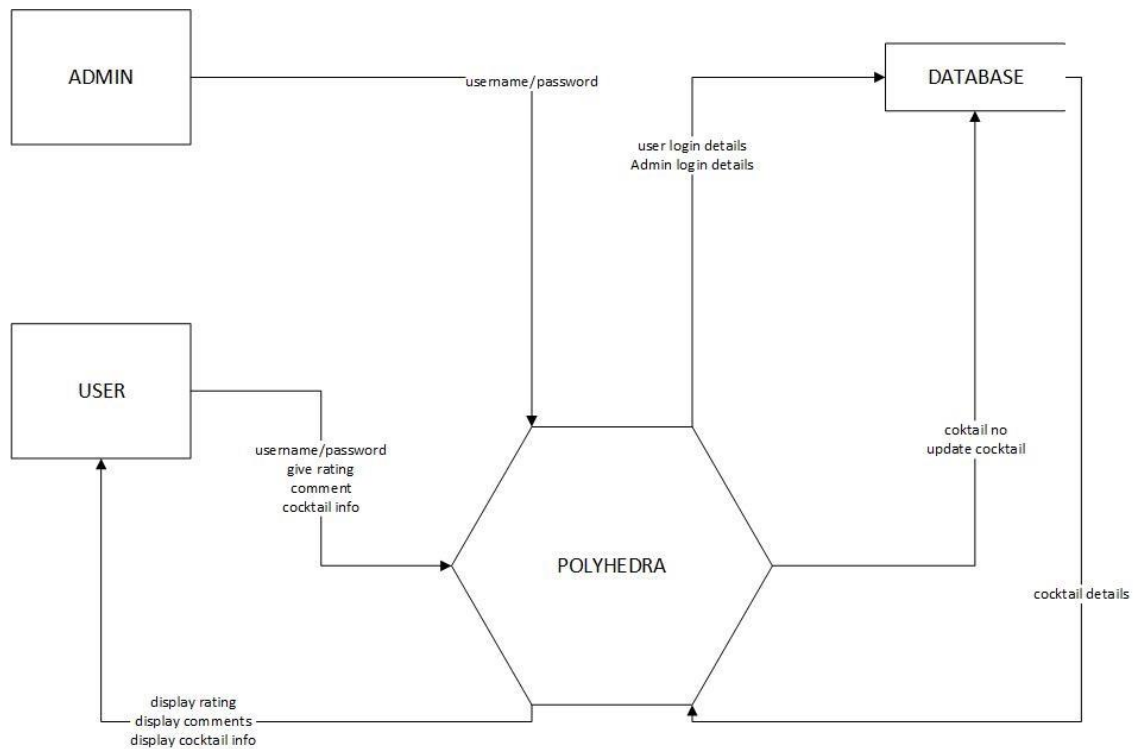 ADMIN
username/password
DATABASE
user login details
Admin login details
USER
username/password
give rating
comment
cocktail info
coktail no
update cocktail
POLYHEDRA
cocktail details
display rating
display comments
display cocktail info